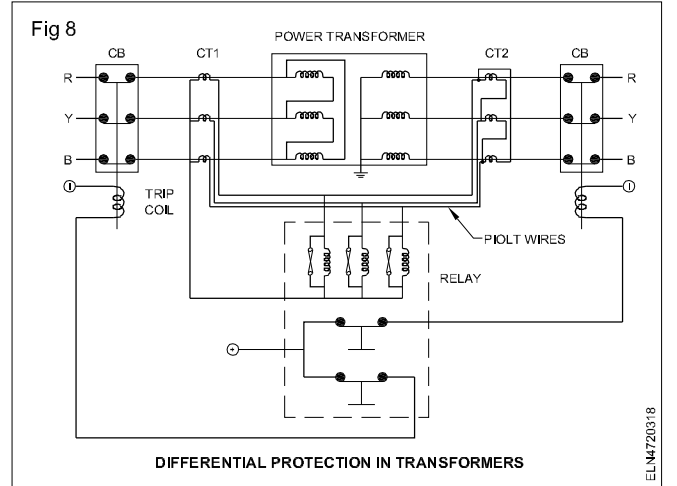 Fig 8
POWER TRANSFORMER
CB
CT1
CT2
CB
R
R
Y
Y
B
B
TRIP
COIL
PIOLT WIRES
RELAY
DIFFERENTIAL PROTECTION IN TRANSFORMERS
ELN4720318